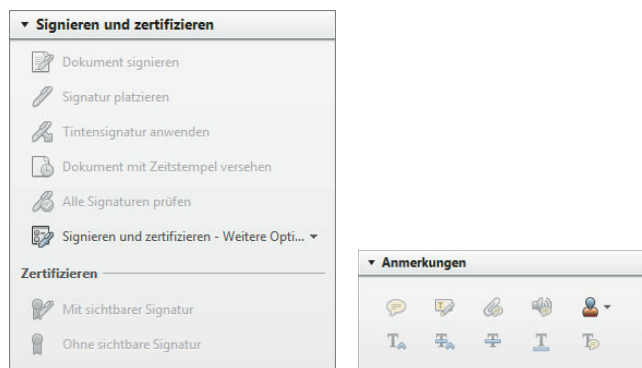 Signieren und zertifizieren
Dokument signieren
Signatur platzieren
Tintensignatur anwenden
Dokument mit Zeitstempel versehen
Alle Signaturen prüfen
Signieren und zertifizieren - Weitere Opti...
Zertifizieren
Mit sichtbarer Signatur
Ohne sichtbare Signatur
Anmerkungen